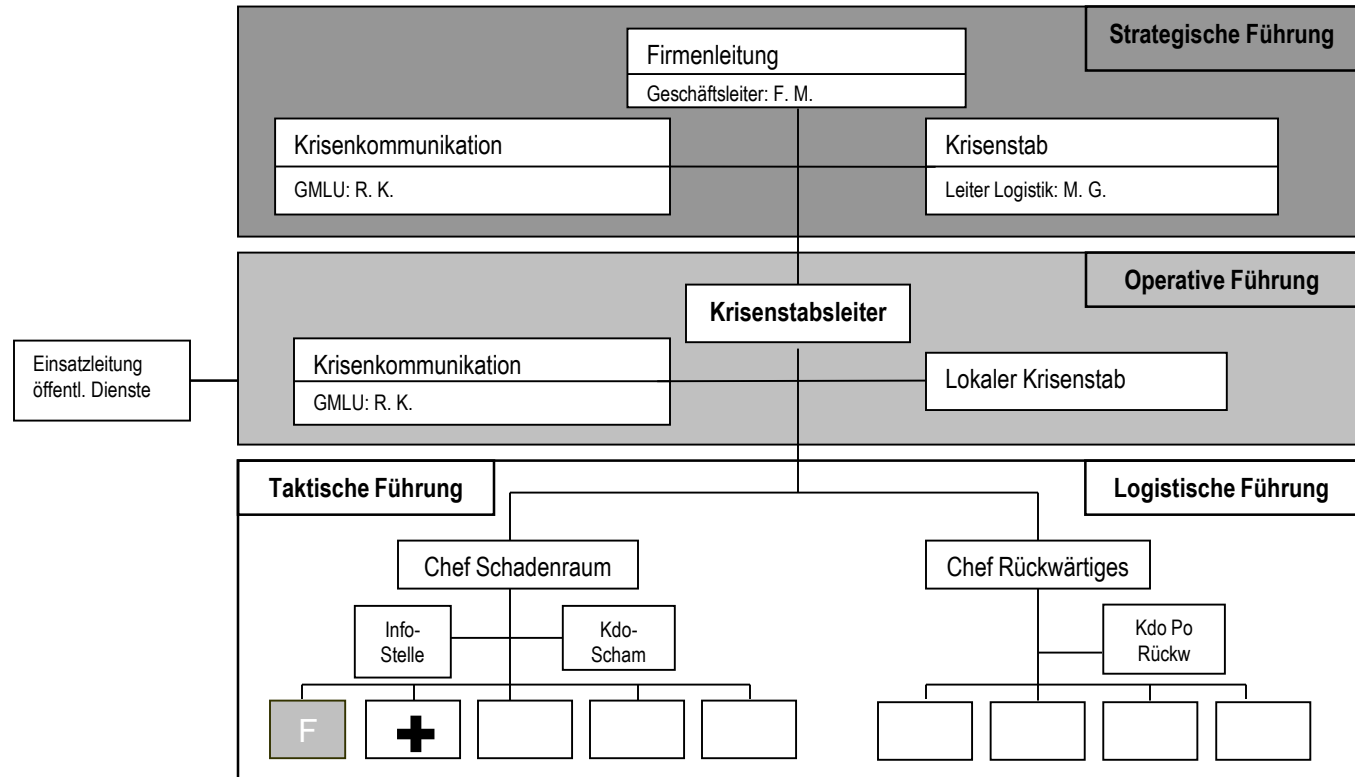 Strategische Führung
Firmenleitung
Geschäftsleiter: F. M.
Krisenkommunikation
GMLU: R. K.
Krisenstab
Leiter Logistik: M. G.
Operative Führung
Krisenstabsleiter
Einsatzleitung
öffentl. Dienste
Krisenkommunikation
GMLU: R. K.
Lokaler Krisenstab
Taktische Führung
Logistische Führung
Chef Schadenraum
Chef Rückwärtiges
Info-
Stelle
Kdo-
Scham
Kdo Po
Rückw
F